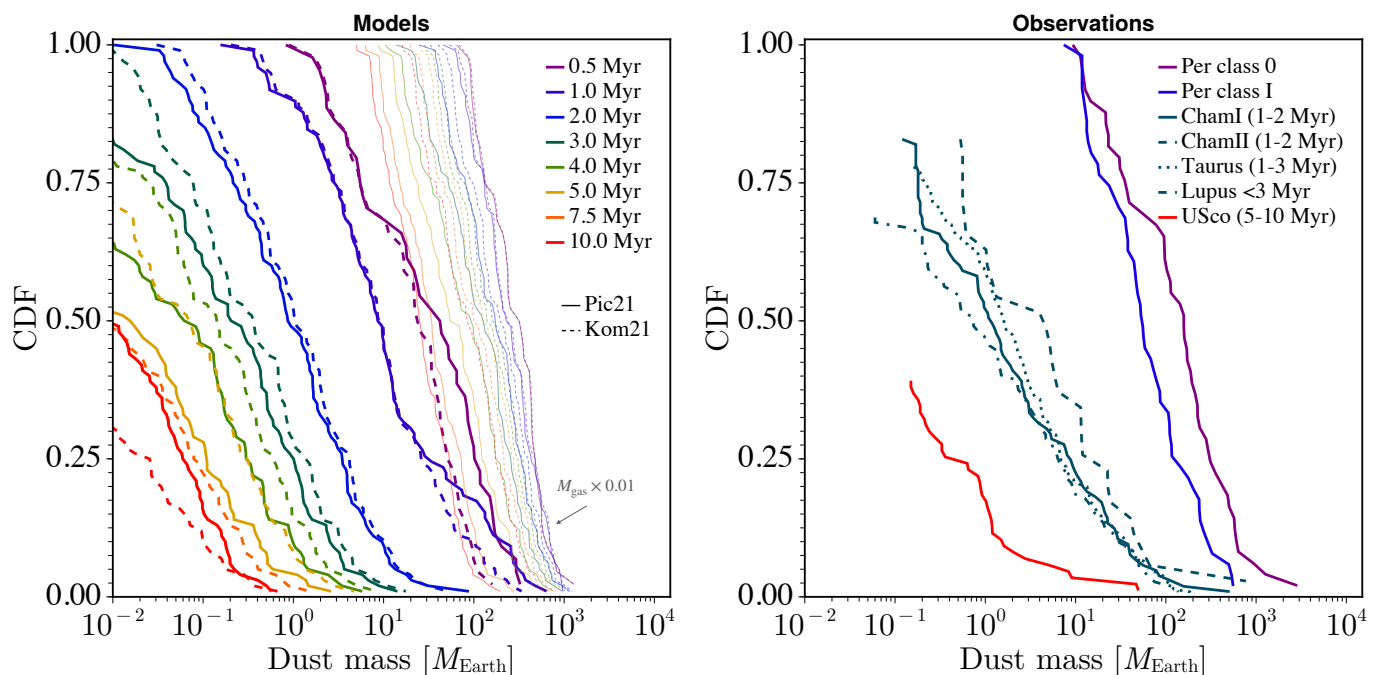 Models
1.00
0.75
0.50
0.25
0.00
CDF
0.5 Myr
1.0 Myr
2.0 Myr
3.0 Myr
4.0 Myr
5.0 Myr
7.5 Myr
10.0 Myr
Pic21
Kom21
M_gas × 0.01
10⁻² 10⁻¹ 10⁰ 10¹ 10² 10³ 10⁴
Dust mass [M_Earth]
Observations
1.00
0.75
0.50
0.25
0.00
CDF
Per class 0
Per class I
ChamI (1-2 Myr)
ChamII (1-2 Myr)
Taurus (1-3 Myr)
Lupus <3 Myr
USco (5-10 Myr)
10⁻² 10⁻¹ 10⁰ 10¹ 10² 10³ 10⁴
Dust mass [M_Earth]